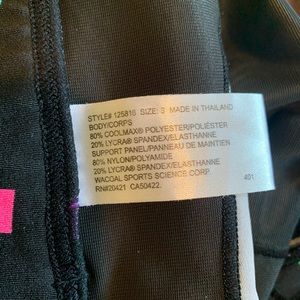 STYLE# 125816 SIZE: S MADE IN THAILAND
BODY/CORPS
80% COOLMAX® POLYESTER/POLIÉSTER
20% LYCRA® SPANDEX/ELASTHANNE
SUPPORT PANEL/PANNEAU DE MAINTIEN
80% NYLON/POLYAMIDE
20% LYCRA® SPANDEX/ELASTHANNE
WACOAL SPORTS SCIENCE CORP.
RN#20421 CA50422. 401